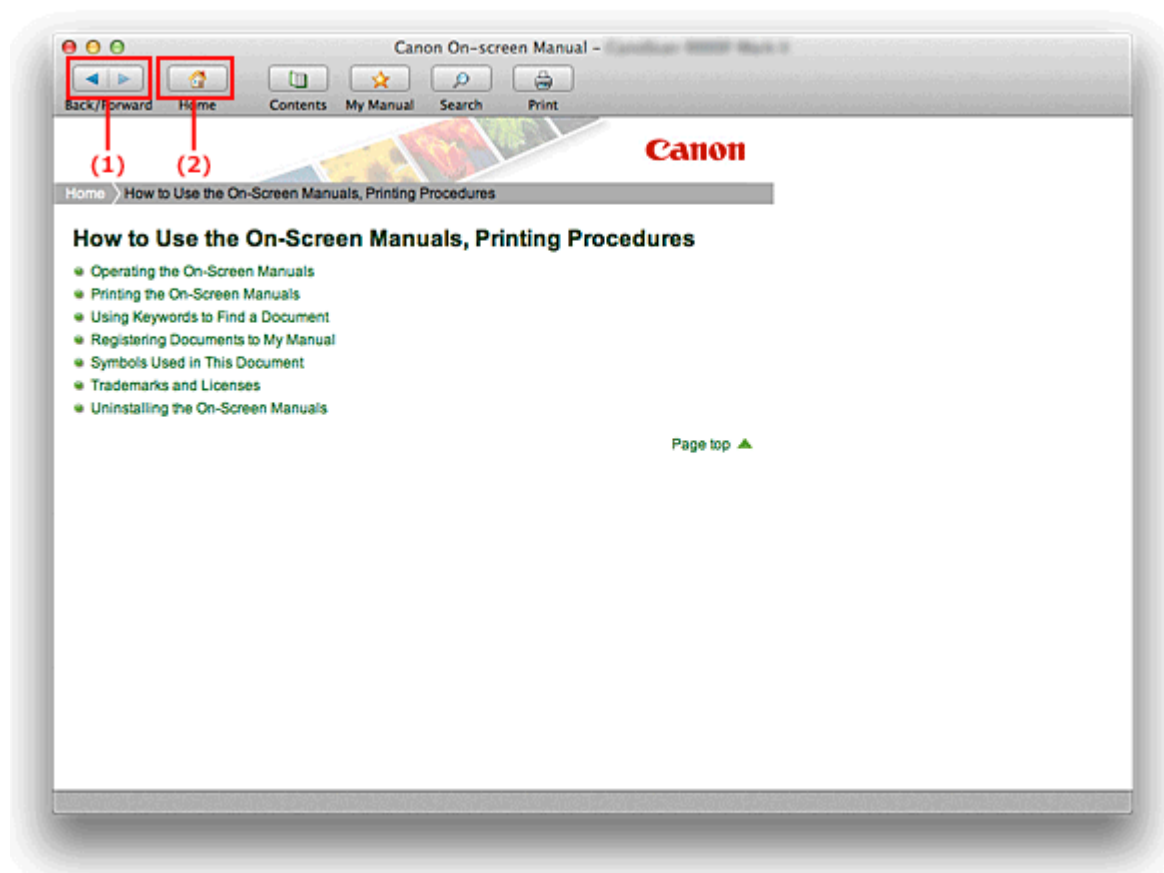 Canon On-screen Manual –
Back/Forward Home Contents My Manual Search Print
(1) (2)
Canon
Home How to Use the On-Screen Manuals, Printing Procedures
How to Use the On-Screen Manuals, Printing Procedures
Operating the On-Screen Manuals
Printing the On-Screen Manuals
Using Keywords to Find a Document
Registering Documents to My Manual
Symbols Used in This Document
Trademarks and Licenses
Uninstalling the On-Screen Manuals
Page top